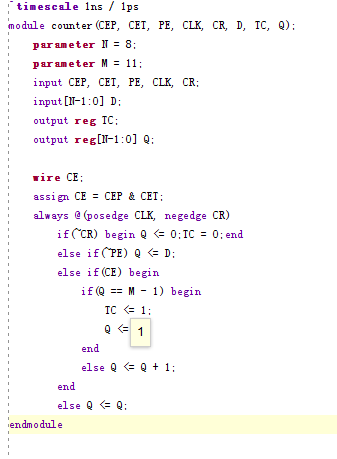 `timescale 1ns / 1ps
module counter(CEP, CET, PE, CLK, CR, D, TC, Q);
parameter N = 8;
parameter M = 11;
input CEP, CET, PE, CLK, CR;
input[N-1:0] D;
output reg TC;
output reg[N-1:0] Q;
wire CE;
assign CE = CEP & CET;
always @(posedge CLK, negedge CR)
if(~CR) begin Q <= 0;TC = 0;end
else if(~PE) Q <= D;
else if(CE) begin
if(Q == M - 1) begin
TC <= 1;
Q <= 1
end
else Q <= Q + 1;
end
else Q <= Q;
endmodule